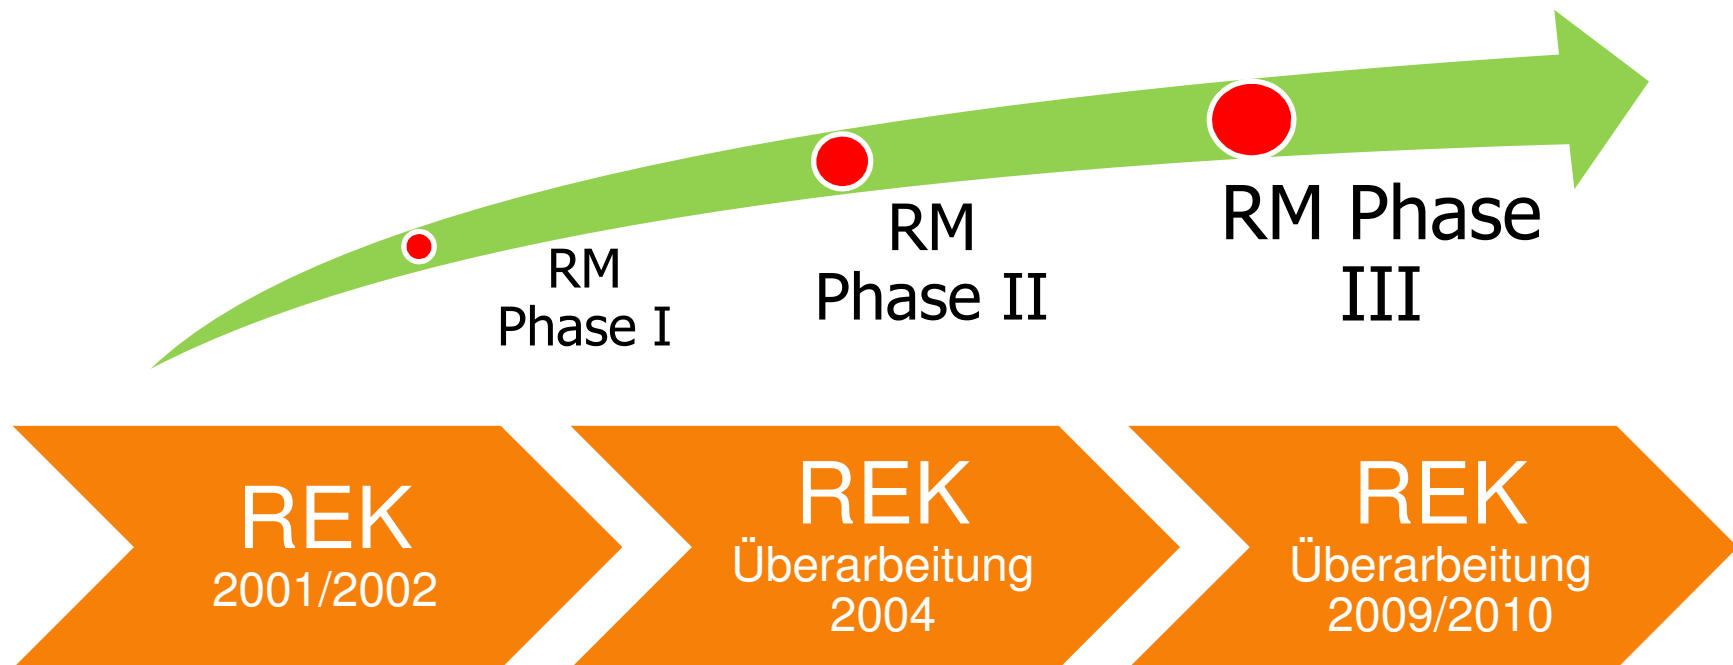 RM
Phase I
RM
Phase II
RM Phase
III
REK
2001/2002
REK
Überarbeitung
2004
REK
Überarbeitung
2009/2010